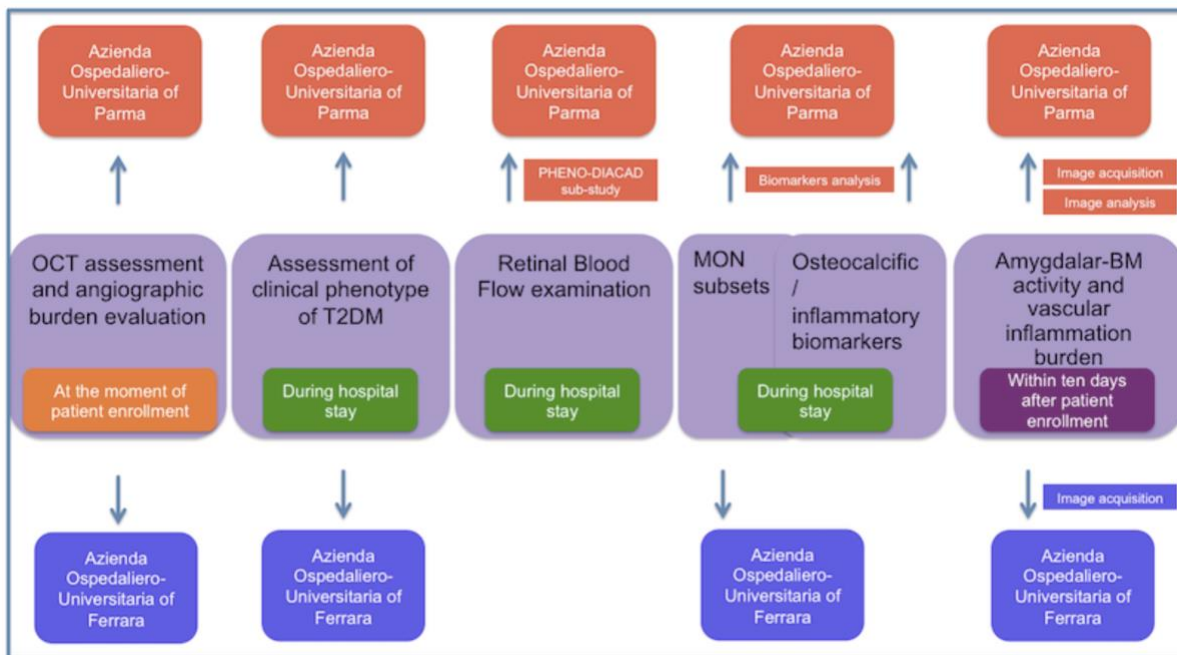 Azienda
Ospedaliero-
Universitaria of
Parma
Azienda
Ospedaliero-
Universitaria of
Parma
Azienda
Ospedaliero-
Universitaria of
Parma
Azienda
Ospedaliero-
Universitaria of
Parma
Azienda
Ospedaliero-
Universitaria of
Parma
PHENO-DIACAD
sub-study
Biomarkers analysis
Image acquisition
Image analysis
OCT assessment
and angiographic
burden evaluation
At the moment of
patient enrollment
Assessment of
clinical phenotype
of T2DM
During hospital
stay
Retinal Blood
Flow examination
During hospital
stay
MON
subsets
Osteocalcific
/
inflammatory
biomarkers
During hospital
stay
Amygdalar-BM
activity and
vascular
inflammation
burden
Within ten days
after patient
enrollment
Image acquisition
Azienda
Ospedaliero-
Universitaria of
Ferrara
Azienda
Ospedaliero-
Universitaria of
Ferrara
Azienda
Ospedaliero-
Universitaria of
Ferrara
Azienda
Ospedaliero-
Universitaria of
Ferrara